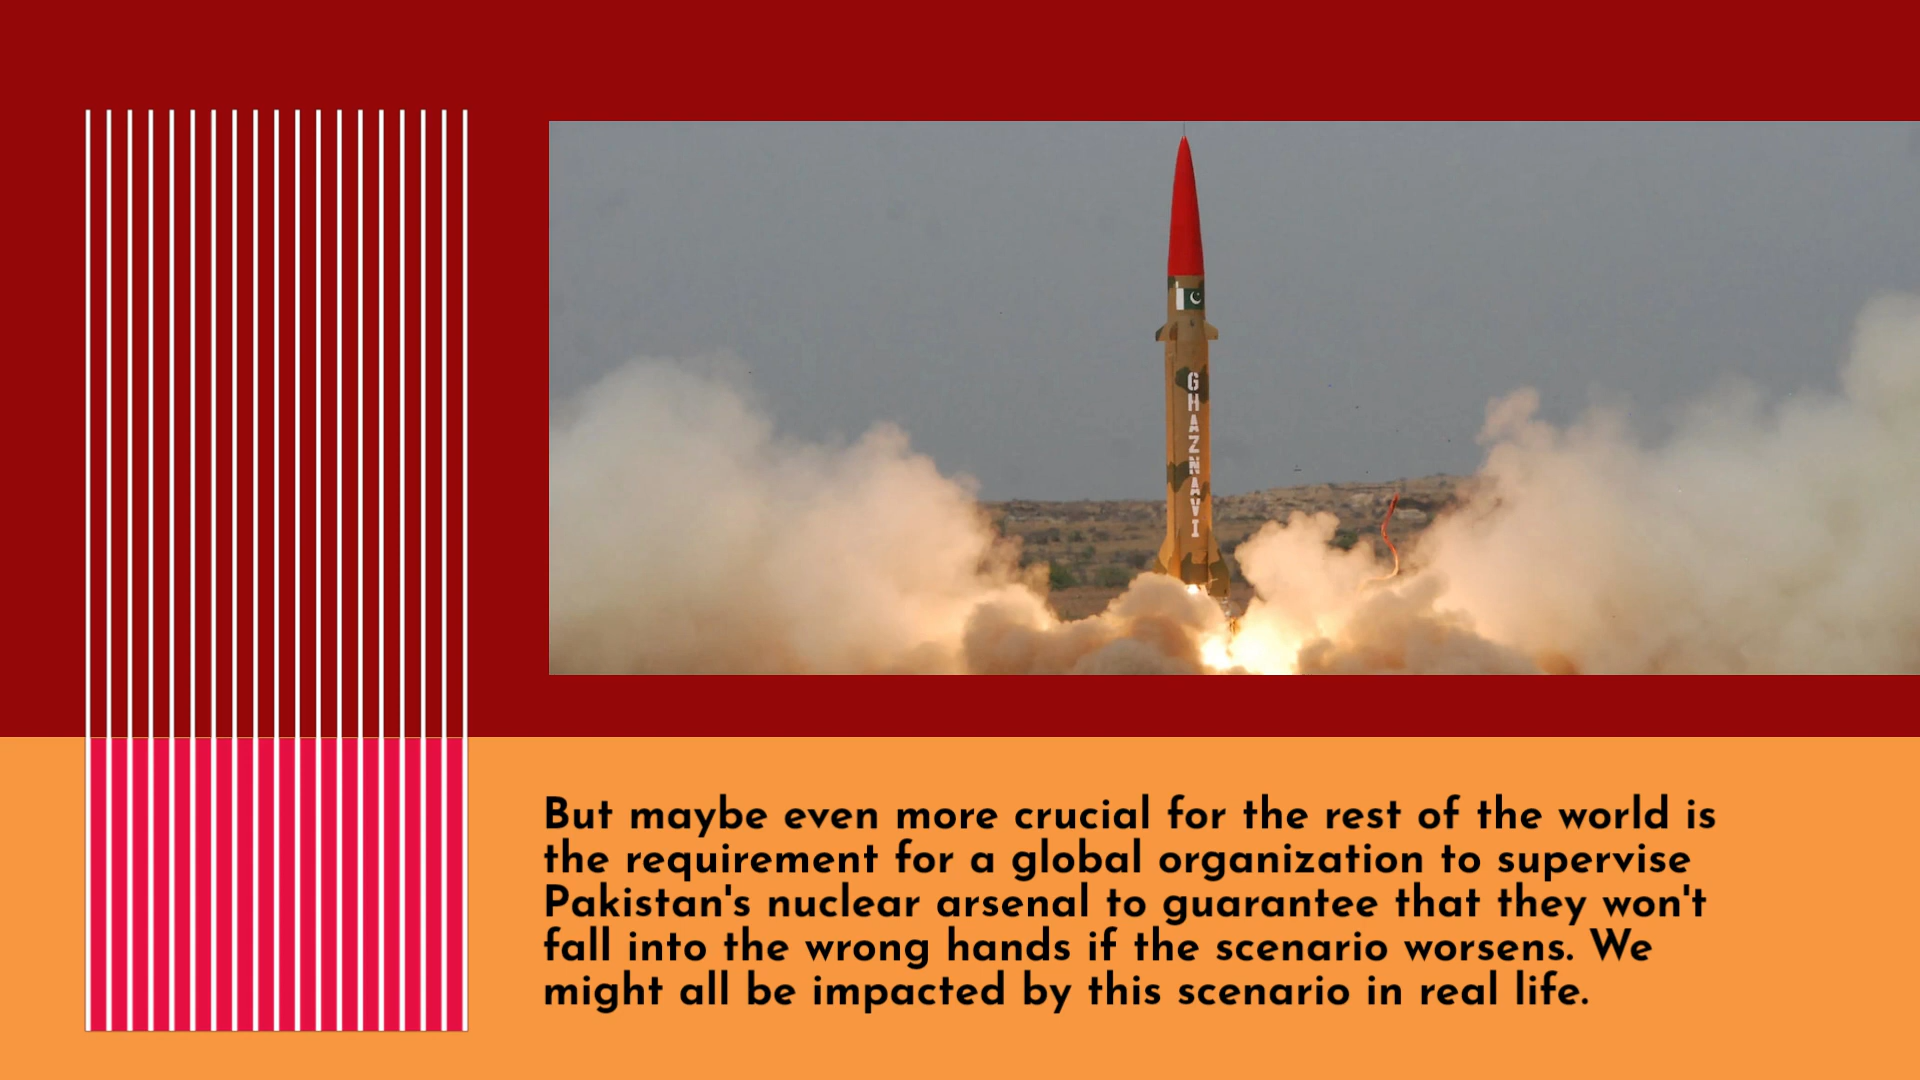 GHAZNAVI
But maybe even more crucial for the rest of the world is
the requirement for a global organization to supervise
Pakistan's nuclear arsenal to guarantee that they won't
fall into the wrong hands if the scenario worsens. We
might all be impacted by this scenario in real life.